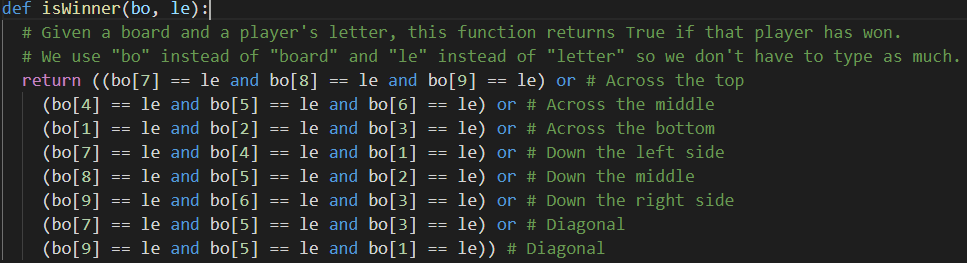 def isWinner(bo, le):
  # Given a board and a player's letter, this function returns True if that player has won.
  # We use "bo" instead of "board" and "le" instead of "letter" so we don't have to type as much.
  return ((bo[7] == le and bo[8] == le and bo[9] == le) or # Across the top
    (bo[4] == le and bo[5] == le and bo[6] == le) or # Across the middle
    (bo[1] == le and bo[2] == le and bo[3] == le) or # Across the bottom
    (bo[7] == le and bo[4] == le and bo[1] == le) or # Down the left side
    (bo[8] == le and bo[5] == le and bo[2] == le) or # Down the middle
    (bo[9] == le and bo[6] == le and bo[3] == le) or # Down the right side
    (bo[7] == le and bo[5] == le and bo[3] == le) or # Diagonal
    (bo[9] == le and bo[5] == le and bo[1] == le)) # Diagonal